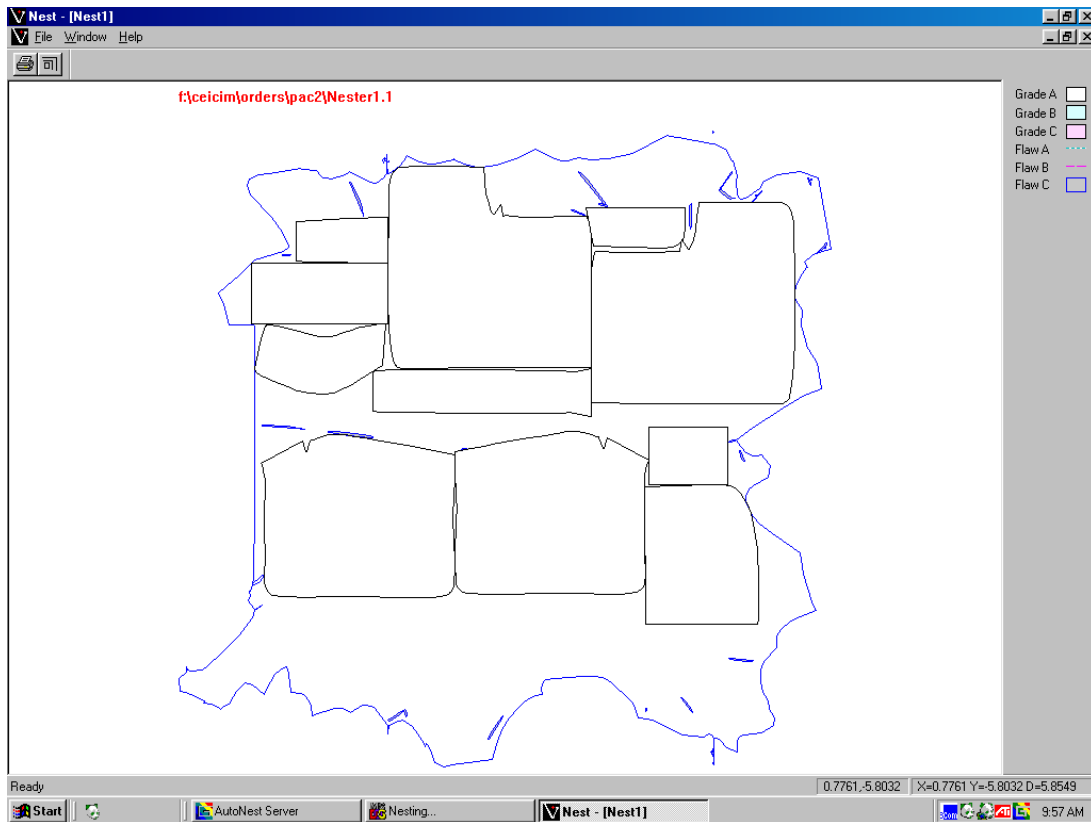 Nest - [Nest1]
File Window Help
f:\ceicim\orders\pac2\Nester1.1
Grade A
Grade B
Grade C
Flaw A
Flaw B
Flaw C
Ready
0.7761,-5.8032
X=0.7761 Y=-5.8032 D=5.8549
Start
AutoNest Server
Nesting...
Nest - [Nest1]
9:57 AM